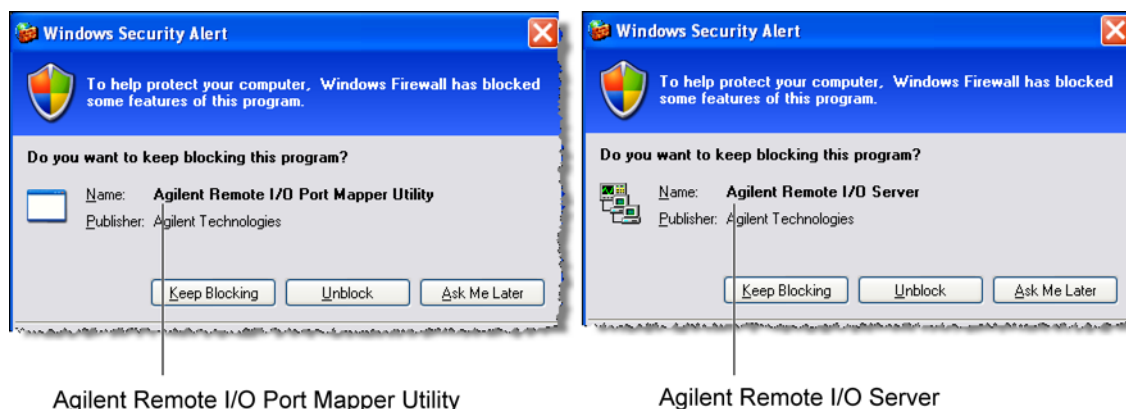 Windows Security Alert
To help protect your computer, Windows Firewall has blocked
some features of this program.
Do you want to keep blocking this program?
Name: Agilent Remote I/O Port Mapper Utility
Publisher: Agilent Technologies
Keep Blocking Unblock Ask Me Later
Agilent Remote I/O Port Mapper Utility
Windows Security Alert
To help protect your computer, Windows Firewall has blocked
some features of this program.
Do you want to keep blocking this program?
Name: Agilent Remote I/O Server
Publisher: Agilent Technologies
Keep Blocking Unblock Ask Me Later
Agilent Remote I/O Server